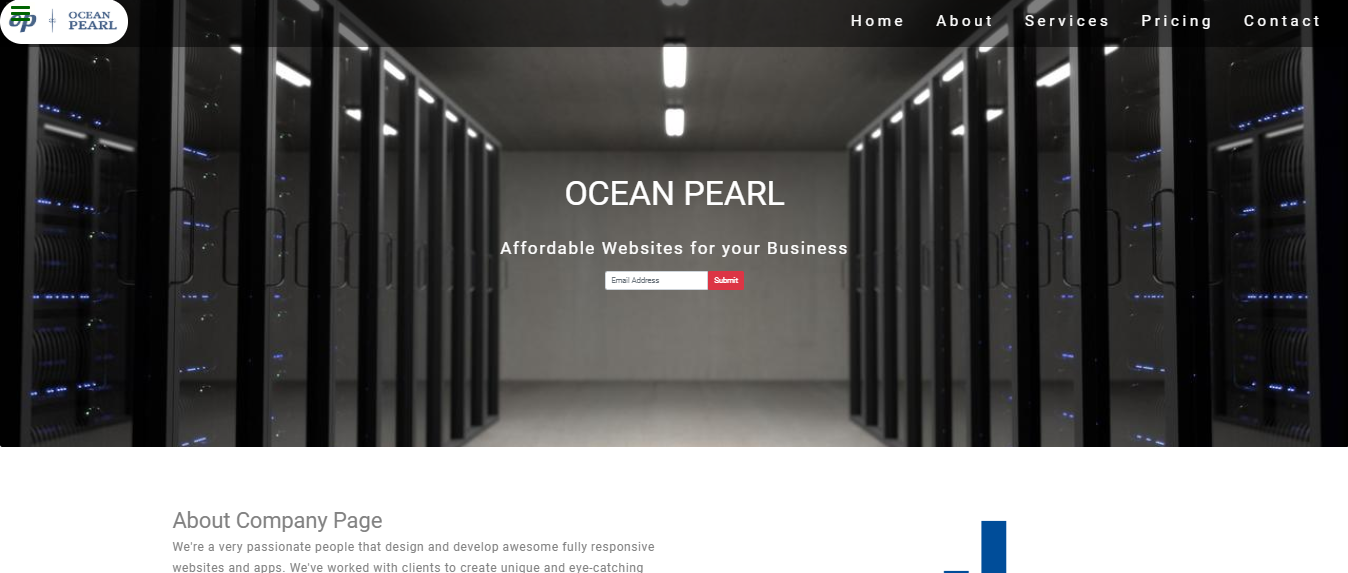 OCEAN
PEARL
Home About Services Pricing Contact
OCEAN PEARL
Affordable Websites for your Business
Email Address Submit
About Company Page
We're a very passionate people that design and develop awesome fully responsive
websites and apps. We've worked with clients to create unique and eye-catching